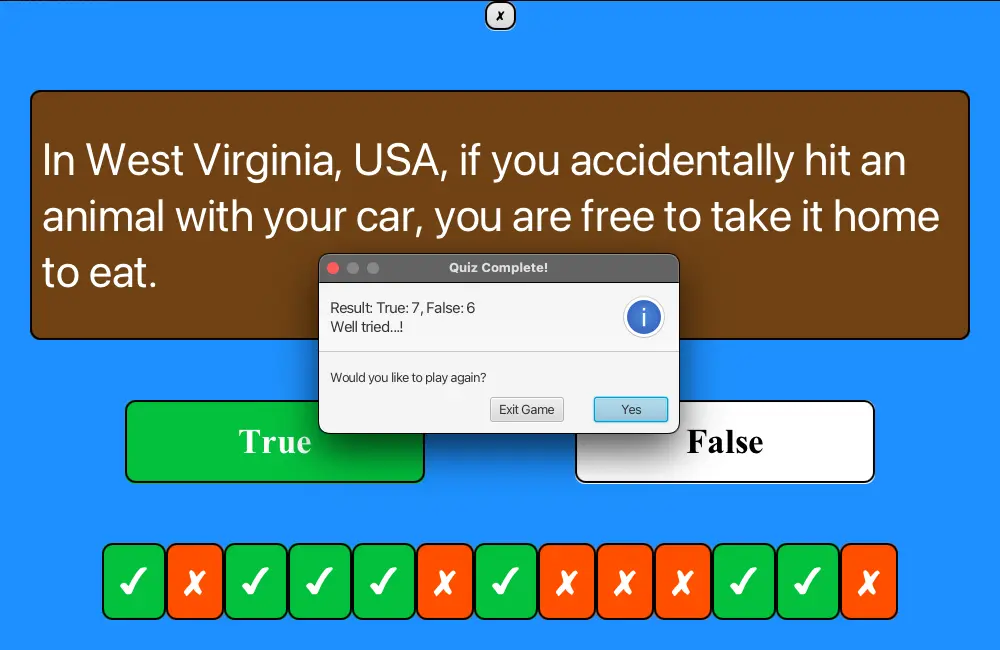 ✗
In West Virginia, USA, if you accidentally hit an
animal with your car, you are free to take it home
to eat.
Quiz Complete!
Result: True: 7, False: 6
Well tried...!
Would you like to play again?
Exit Game Yes
True False
✓ ✗ ✓ ✓ ✓ ✗ ✓ ✗ ✗ ✗ ✓ ✓ ✗